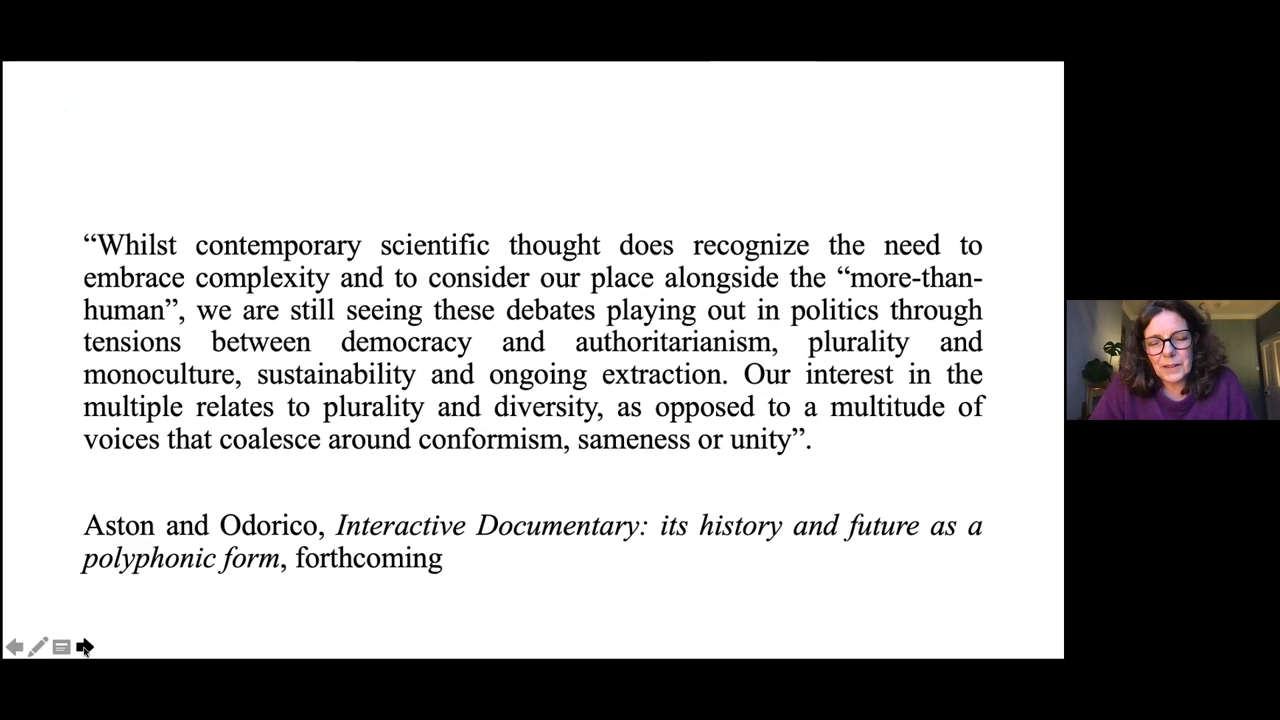 “Whilst contemporary scientific thought does recognize the need to
embrace complexity and to consider our place alongside the “more-than-
human”, we are still seeing these debates playing out in politics through
tensions between democracy and authoritarianism, plurality and
monoculture, sustainability and ongoing extraction. Our interest in the
multiple relates to plurality and diversity, as opposed to a multitude of
voices that coalesce around conformism, sameness or unity”.
Aston and Odorico, Interactive Documentary: its history and future as a
polyphonic form, forthcoming